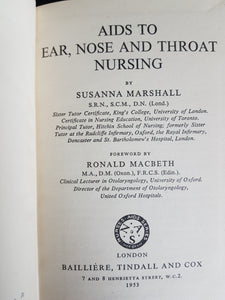 AIDS TO
EAR, NOSE AND THROAT
NURSING
BY
SUSANNA MARSHALL
S.R.N., S.C.M., D.N. (Lond.)
Sister Tutor Certificate, King's College, University of London.
Certificate in Nursing Education, University of Toronto.
Principal Tutor, Hitchin School of Nursing; formerly Sister
Tutor at the Radcliffe Infirmary, Oxford, the Royal Infirmary,
Doncaster and St. Bartholomew's Hospital, London.
FOREWORD BY
RONALD MACBETH
M.A., D.M. (Oxon.), F.R.C.S. (Edin.).
Clinical Lecturer in Otolaryngology, University of Oxford.
Director of the Department of Otolaryngology,
United Oxford Hospitals.
LONDON
BAILLIÈRE, TINDALL AND COX
7 AND 8 HENRIETTA STREET, W.C.2.
1953